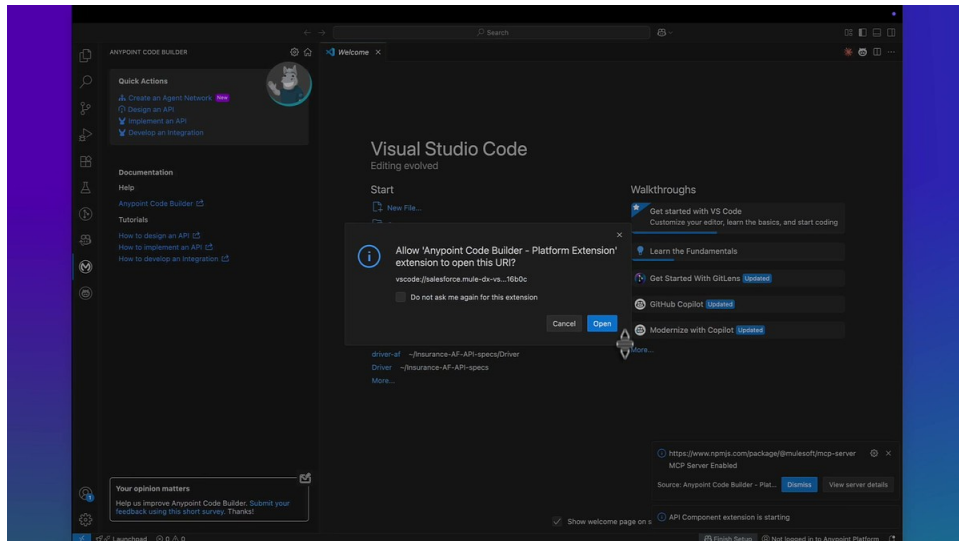 Search
ANYPOINT CODE BUILDER
Welcome
Quick Actions
Create an Agent Network New
Design an API
Implement an API
Develop an Integration
Documentation
Help
Anypoint Code Builder
Tutorials
How to design an API
How to implement an API
How to develop an Integration
Your opinion matters
Help us improve Anypoint Code Builder. Submit your
feedback using this short survey. Thanks!
Visual Studio Code
Editing evolved
Start
New File...
driver-af ~/Insurance-AF-API-specs/Driver
Driver ~/Insurance-AF-API-specs
More...
Walkthroughs
Get started with VS Code
Customize your editor, learn the basics, and start coding
Learn the Fundamentals
Get Started With GitLens Updated
GitHub Copilot Updated
Modernize with Copilot Updated
More...
Allow 'Anypoint Code Builder - Platform Extension'
extension to open this URI?
vscode://salesforce.mule-dx-vs...16b0c
Do not ask me again for this extension
Cancel
Open
https://www.npmjs.com/package/@mulesoft/mcp-server
MCP Server Enabled
Source: Anypoint Code Builder - Plat...
Dismiss
View server details
Show welcome page on s
API Component extension is starting
Launchpad
0
0
Finish Setup
Not logged in to Anypoint Platform